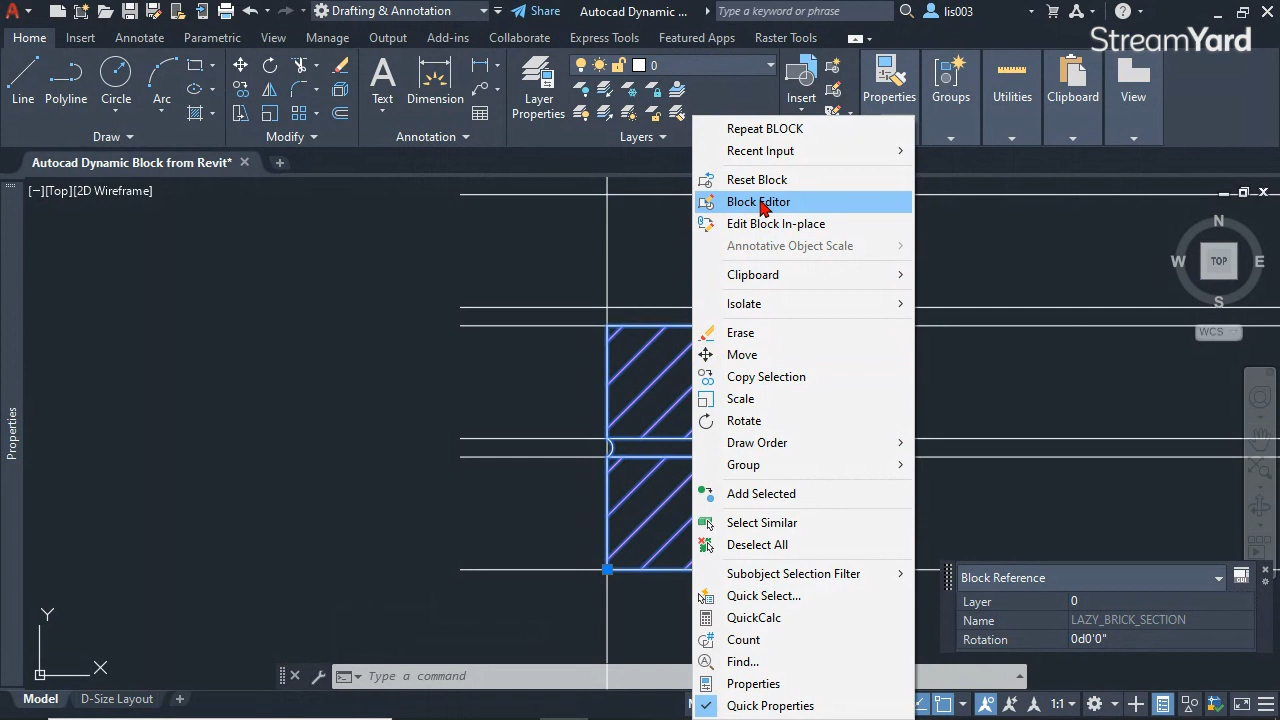 Drafting & Annotation
Share
Autocad Dynamic ...
Type a keyword or phrase
lis003
StreamYard
Home
Insert
Annotate
Parametric
View
Manage
Output
Add-ins
Collaborate
Express Tools
Featured Apps
Raster Tools
0
Line
Polyline
Circle
Arc
Text
Dimension
Layer
Properties
Insert
Properties
Groups
Utilities
Clipboard
View
Draw
Modify
Annotation
Layers
Autocad Dynamic Block from Revit*
[−][Top][2D Wireframe]
Repeat BLOCK
Recent Input
Reset Block
Block Editor
Edit Block In-place
Annotative Object Scale
Clipboard
Isolate
Erase
Move
Copy Selection
Scale
Rotate
Draw Order
Group
Add Selected
Select Similar
Deselect All
Subobject Selection Filter
Quick Select...
QuickCalc
Count
Find...
Properties
Quick Properties
N
W
TOP
E
S
WCS
Properties
Block Reference
Layer
0
Name
LAZY_BRICK_SECTION
Rotation
0d0'0"
Y
X
Type a command
Model
D-Size Layout
1:1